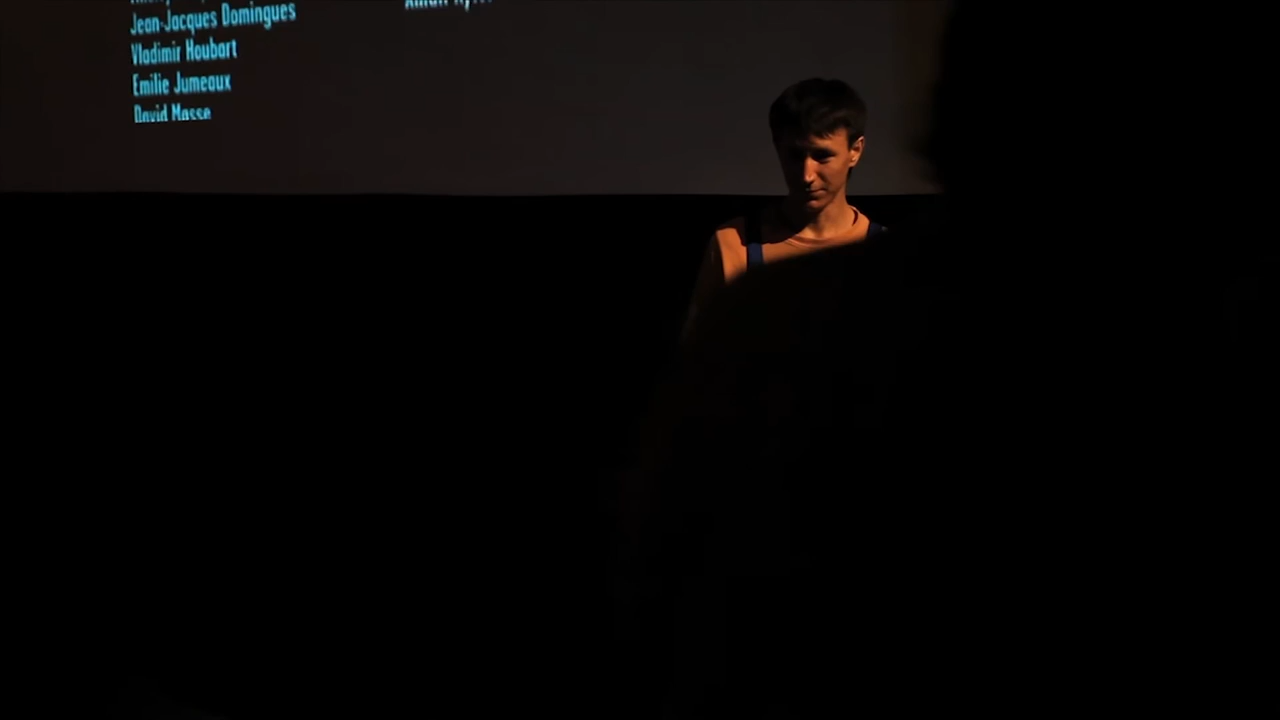 Jean-Jacques Domingues
Vladimir Houbart
Emilie Jumeaux
David Masse